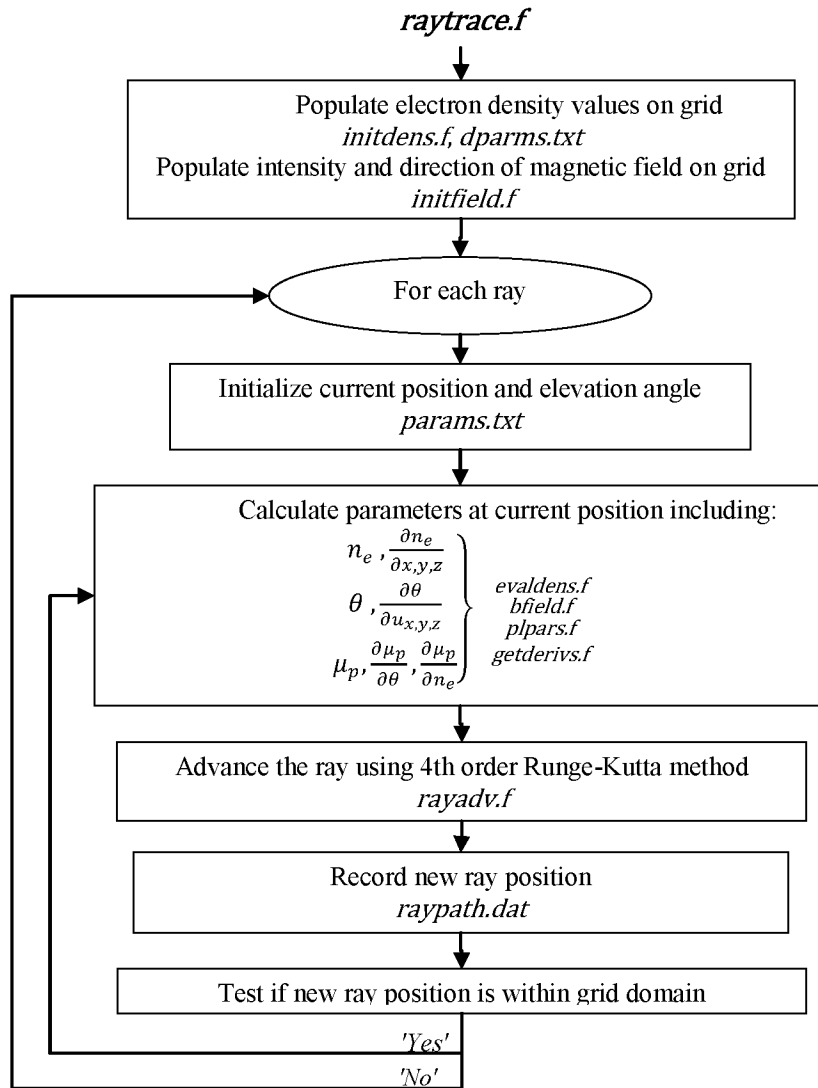 raytrace.f
Populate electron density values on grid
initdens.f, dparms.txt
Populate intensity and direction of magnetic field on grid
initfield.f
For each ray
Initialize current position and elevation angle
params.txt
Calculate parameters at current position including:
n_e , ∂n_e/∂x,y,z
θ , ∂θ/∂u_x,y,z
μ_p, ∂μ_p/∂θ , ∂μ_p/∂n_e
evaldens.f
bfield.f
plpars.f
getderivs.f
Advance the ray using 4th order Runge-Kutta method
rayadv.f
Record new ray position
raypath.dat
Test if new ray position is within grid domain
'Yes'
'No'